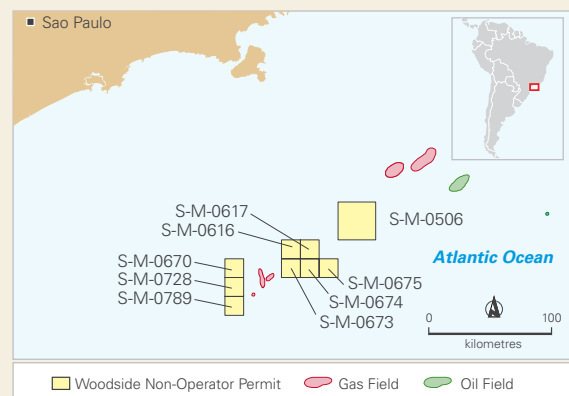 Sao Paulo
S-M-0617
S-M-0506
S-M-0616
Atlantic Ocean
S-M-0670
S-M-0675
S-M-0728
S-M-0674
S-M-0789
S-M-0673
0 100
kilometres
Woodside Non-Operator Permit Gas Field Oil Field